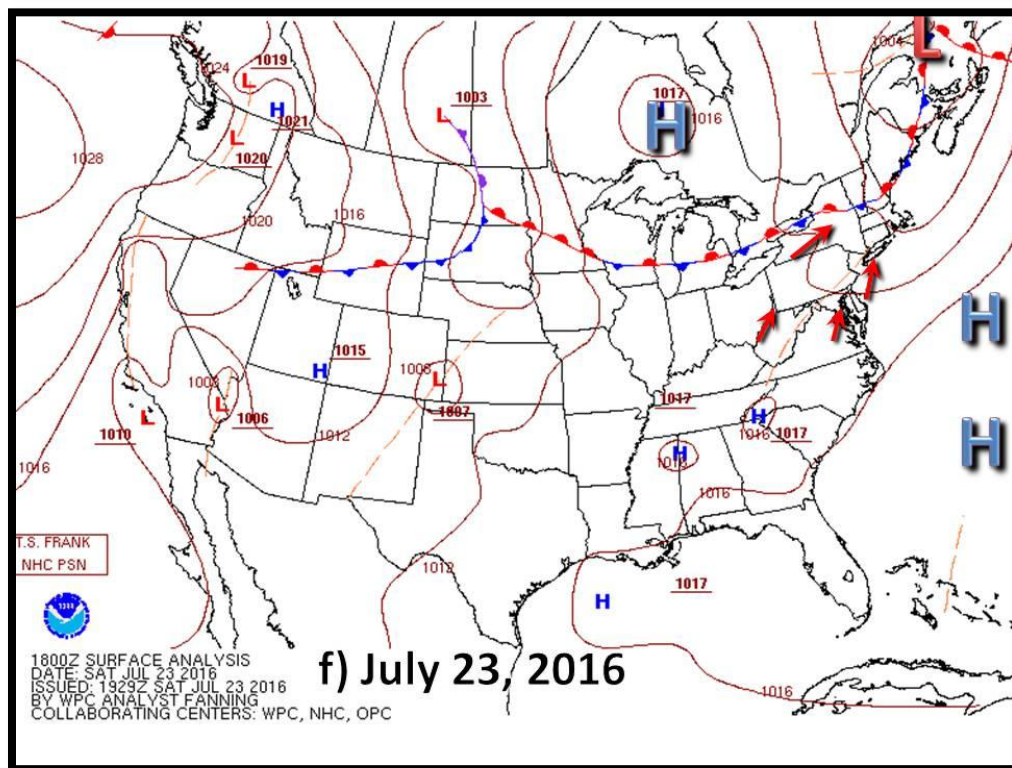 L
1004
1024
1019
L
1003
L
1017
H
1021
H
1016
L
1020
1028
1020
1016
H
1015
H
1008
L
1006
1010
L
L
1007
1012
1016
1017
H
1016
1017
H
H
1016
1016
T.S. FRANK
NHC PSN
1012
1017
H
1800Z SURFACE ANALYSIS
DATE: SAT JUL 23 2016
ISSUED: 1929Z SAT JUL 23 2016
BY WPC ANALYST FANNING
COLLABORATING CENTERS: WPC, NHC, OPC
f) July 23, 2016
1016